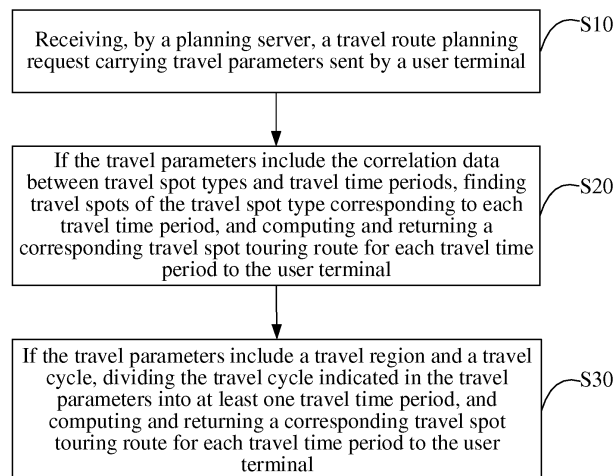 Receiving, by a planning server, a travel route planning
request carrying travel parameters sent by a user terminal
S10
If the travel parameters include the correlation data
between travel spot types and travel time periods, finding
travel spots of the travel spot type corresponding to each
travel time period, and computing and returning a
corresponding travel spot touring route for each travel time
period to the user terminal
S20
If the travel parameters include a travel region and a travel
cycle, dividing the travel cycle indicated in the travel
parameters into at least one travel time period, and
computing and returning a corresponding travel spot
touring route for each travel time period to the user
terminal
S30